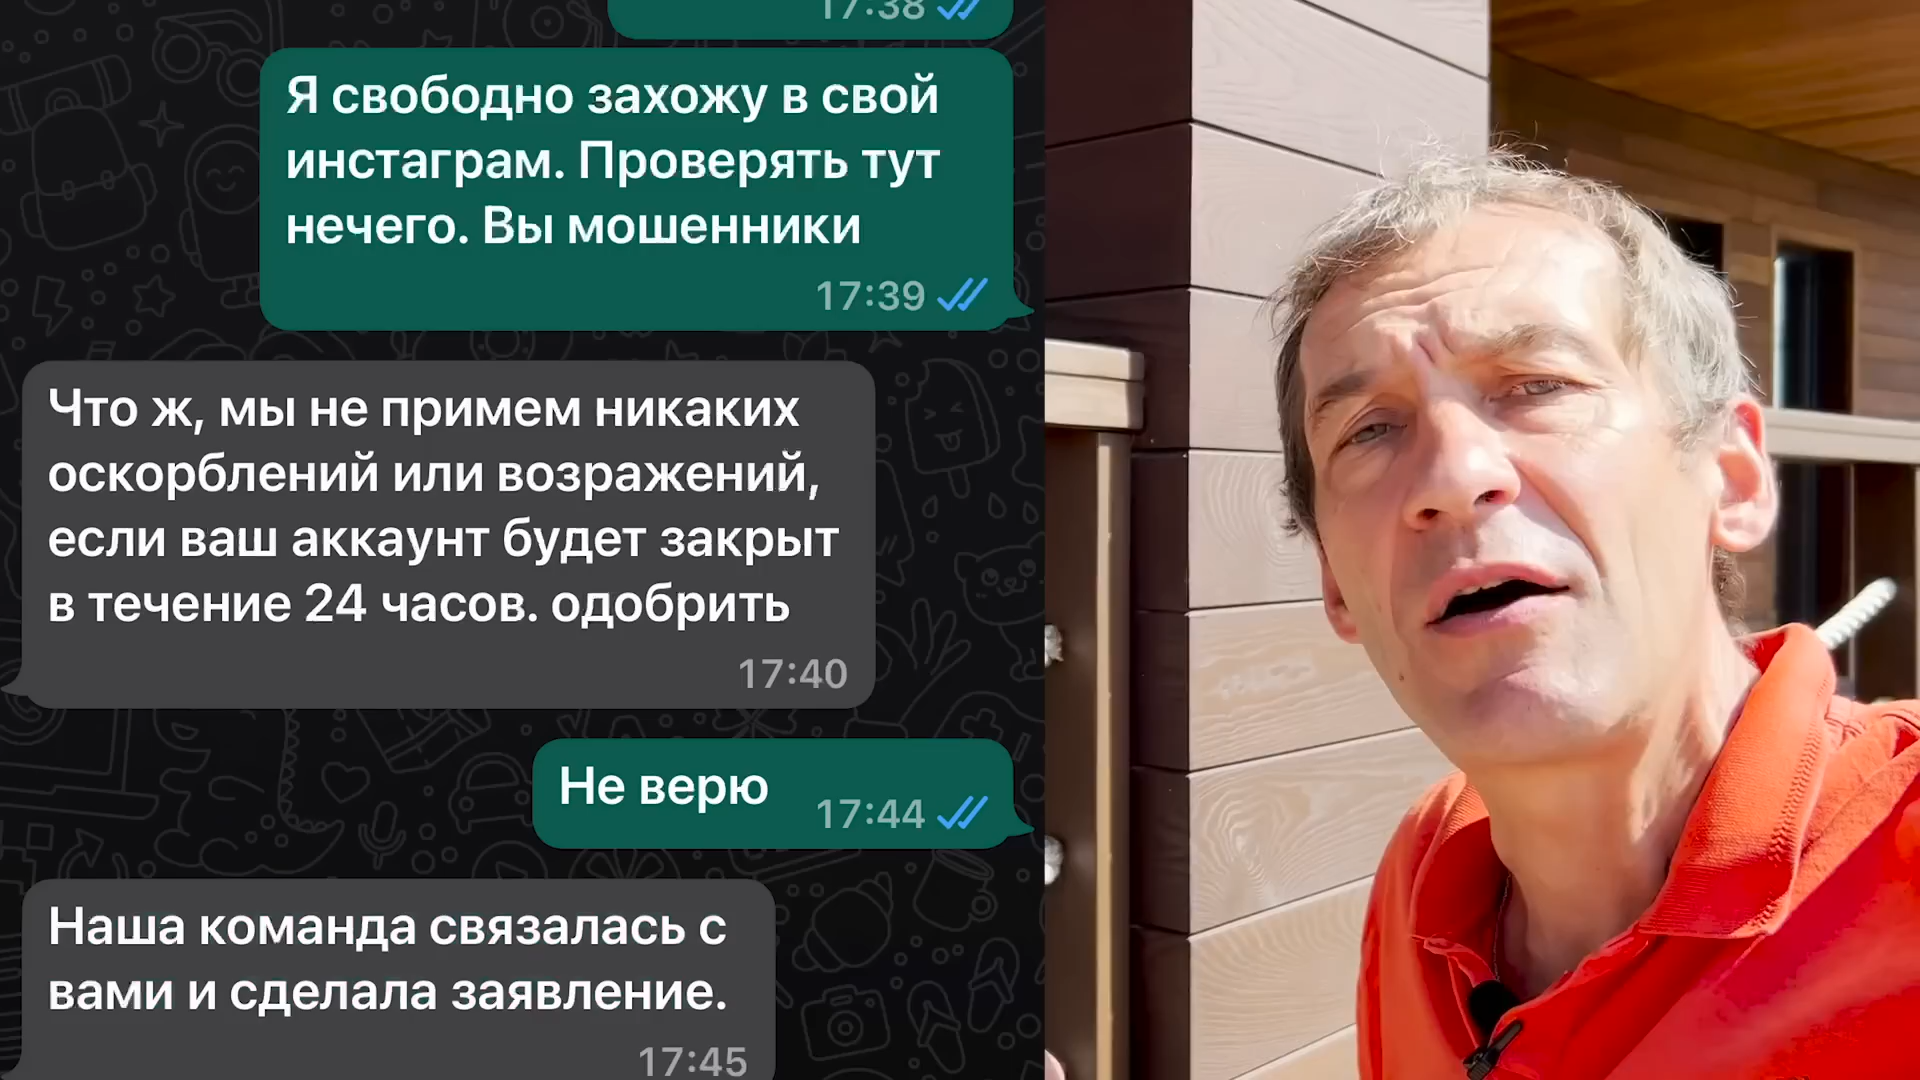 17:38
Я свободно захожу в свой
инстаграм. Проверять тут
нечего. Вы мошенники
17:39
Что ж, мы не примем никаких
оскорблений или возражений,
если ваш аккаунт будет закрыт
в течение 24 часов. одобрить
17:40
Не верю
17:44
Наша команда связалась с
вами и сделала заявление.
17:45